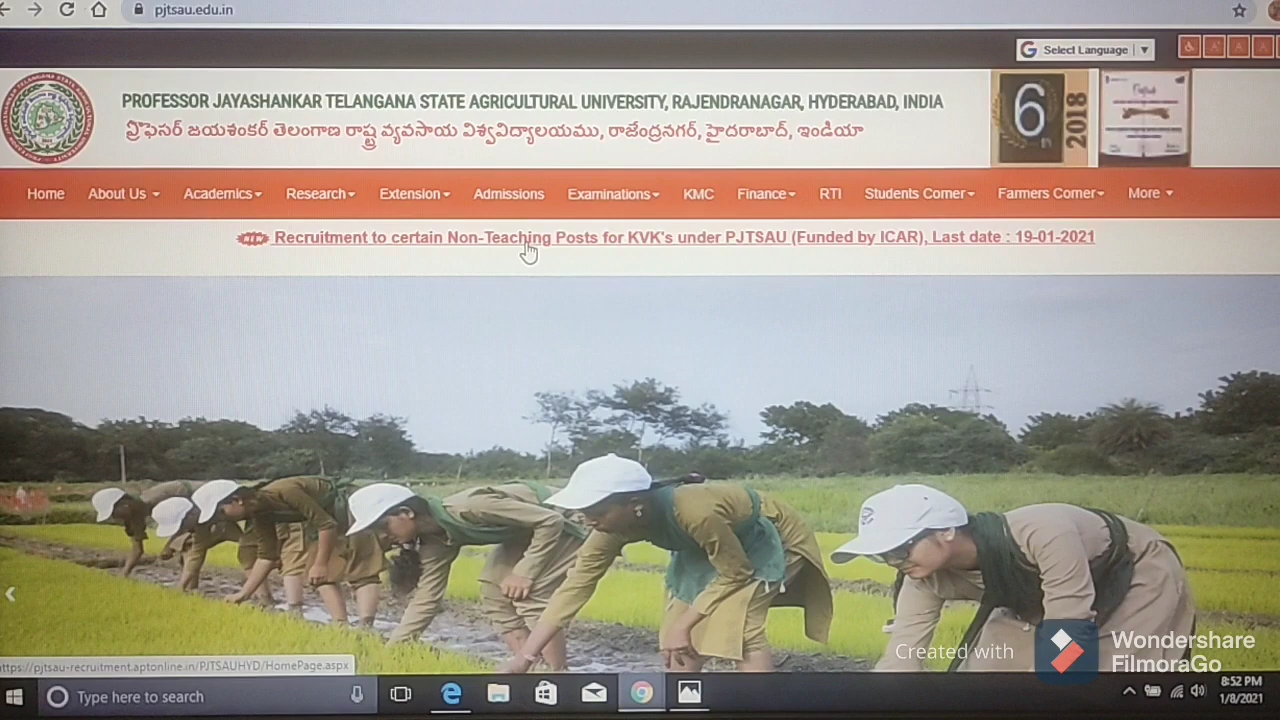 pjtsau.edu.in
Select Language
PROFESSOR JAYASHANKAR TELANGANA STATE AGRICULTURAL UNIVERSITY, RAJENDRANAGAR, HYDERABAD, INDIA
ప్రొఫెసర్ జయశంకర్ తెలంగాణ రాష్ట్ర వ్యవసాయ విశ్వవిద్యాలయము, రాజేంద్రనగర్, హైదరాబాద్, ఇండియా
6th 2018
Home About Us Academics Research Extension Admissions Examinations KMC Finance RTI Students Corner Farmers Corner More
NEW Recruitment to certain Non-Teaching Posts for KVK's under PJTSAU (Funded by ICAR), Last date : 19-01-2021
Created with Wondershare FilmoraGo
https://pjtsau-recruitment.aptonline.in/PJTSAUHYD/HomePage.aspx
Type here to search
8:52 PM
1/8/2021